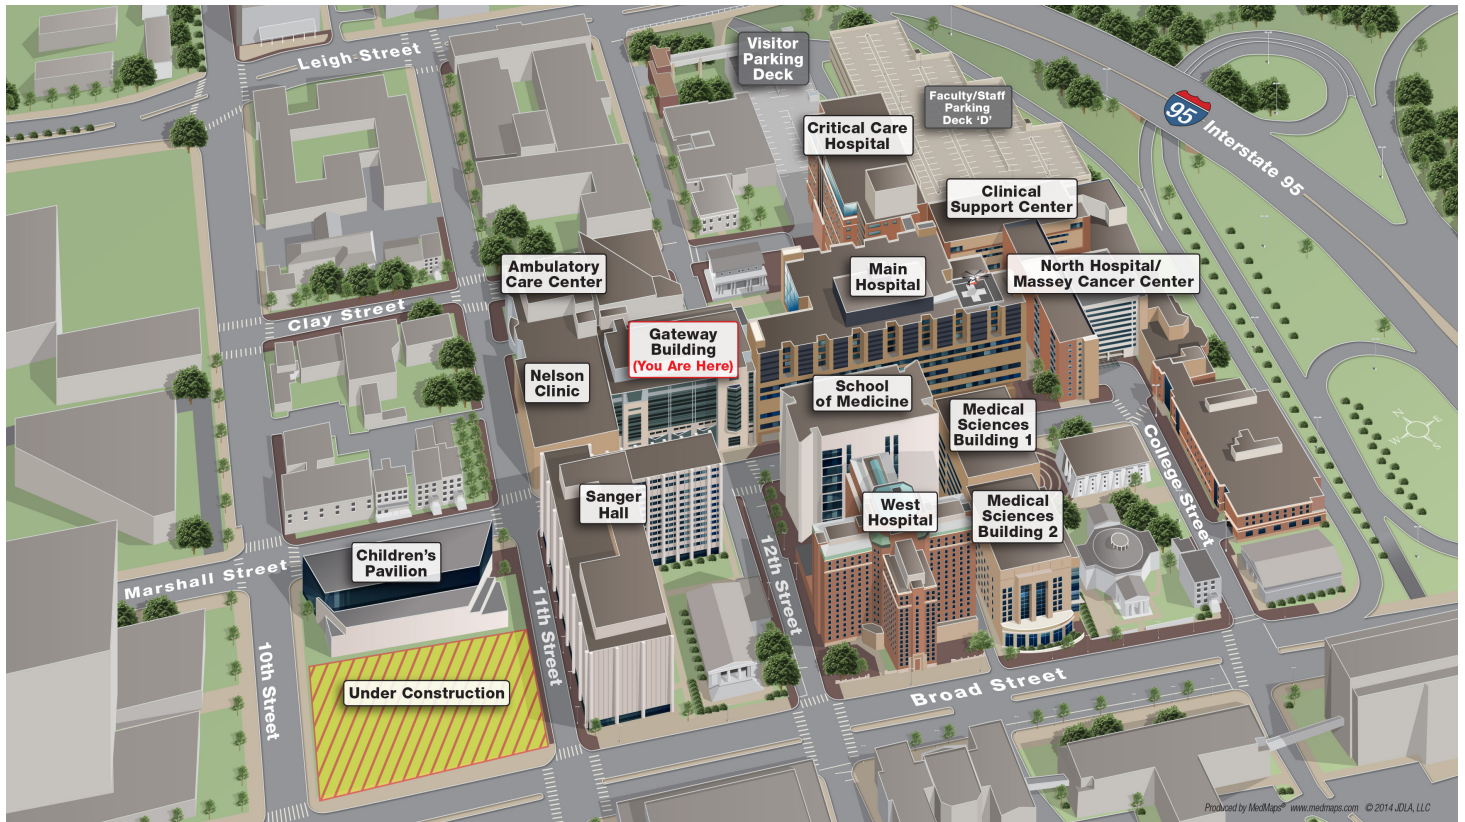 Leigh Street
Visitor
Parking
Deck
Faculty/Staff
Parking
Deck ‘D’
95
Interstate 95
Critical Care
Hospital
Clinical
Support Center
Ambulatory
Care Center
Main
Hospital
North Hospital/
Massey Cancer Center
Clay Street
Gateway
Building
(You Are Here)
Nelson
Clinic
School
of Medicine
Medical
Sciences
Building 1
N
E
W
S
College Street
Sanger
Hall
West
Hospital
Medical
Sciences
Building 2
Children’s
Pavilion
Marshall Street
12th Street
11th Street
10th Street
Under Construction
Broad Street
Produced by MedMaps® www.medmaps.com © 2014 JDLA, LLC